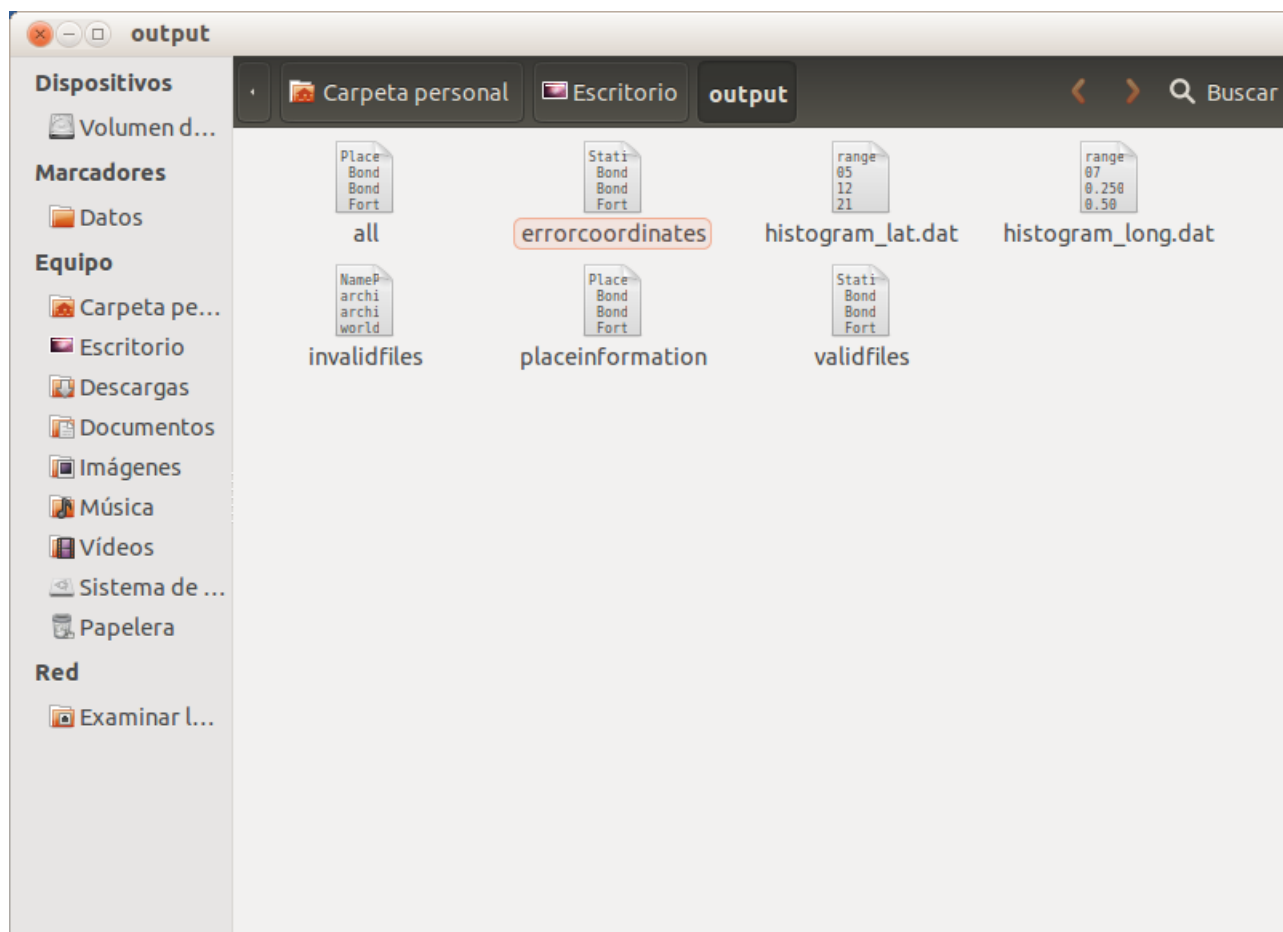 output
Dispositivos
Volumen d...
Marcadores
Datos
Equipo
Carpeta pe...
Escritorio
Descargas
Documentos
Imágenes
Música
Vídeos
Sistema de ...
Papelera
Red
Examinar l...
Carpeta personal Escritorio output Buscar
Place
Bond
Bond
Fort
all
Stati
Bond
Bond
Fort
errorcoordinates
range
05
12
21
histogram_lat.dat
range
07
0.250
0.50
histogram_long.dat
NameP
archi
archi
world
invalidfiles
Place
Bond
Bond
Fort
placeinformation
Stati
Bond
Bond
Fort
validfiles